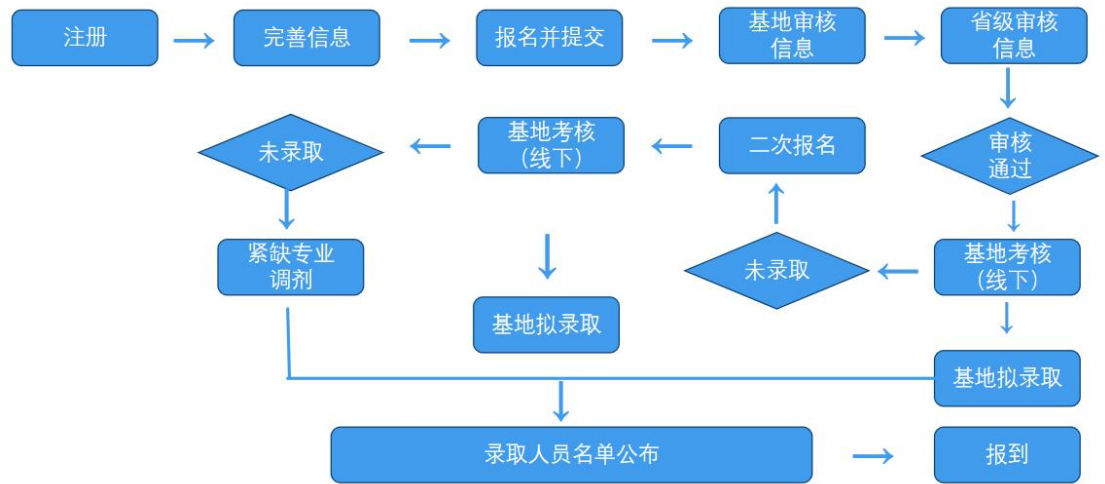 注册
完善信息
报名并提交
基地审核
信息
省级审核
信息
未录取
基地考核
（线下）
二次报名
审核
通过
紧缺专业
调剂
未录取
基地考核
（线下）
基地拟录取
基地拟录取
录取人员名单公布
报到